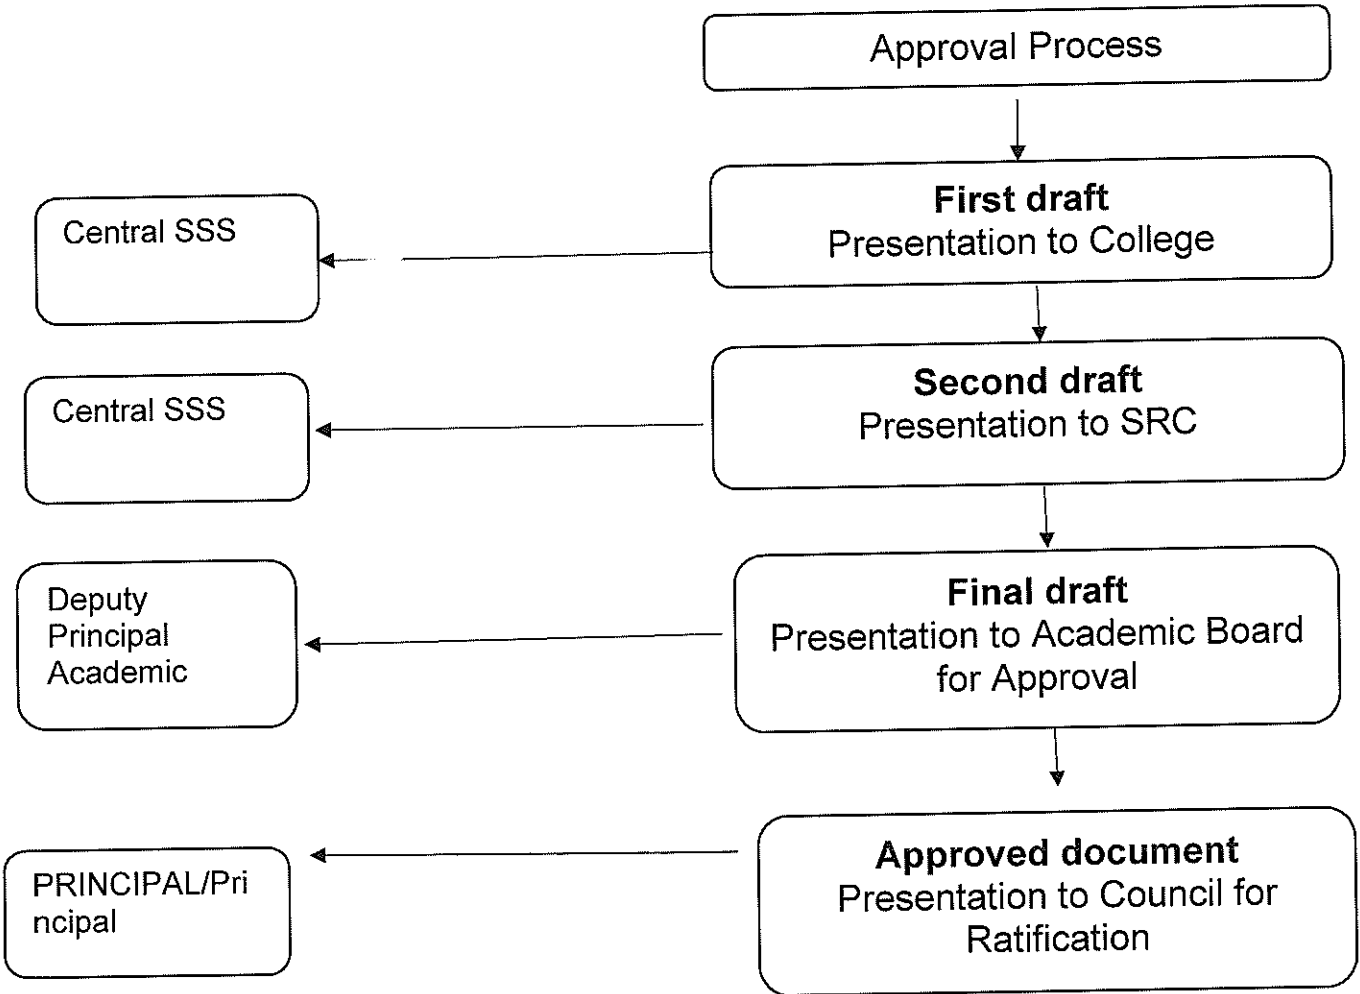 Approval Process
First draft
Presentation to College
Central SSS
Second draft
Presentation to SRC
Central SSS
Final draft
Presentation to Academic Board
for Approval
Deputy
Principal
Academic
Approved document
Presentation to Council for
Ratification
PRINCIPAL/Pri
ncipal